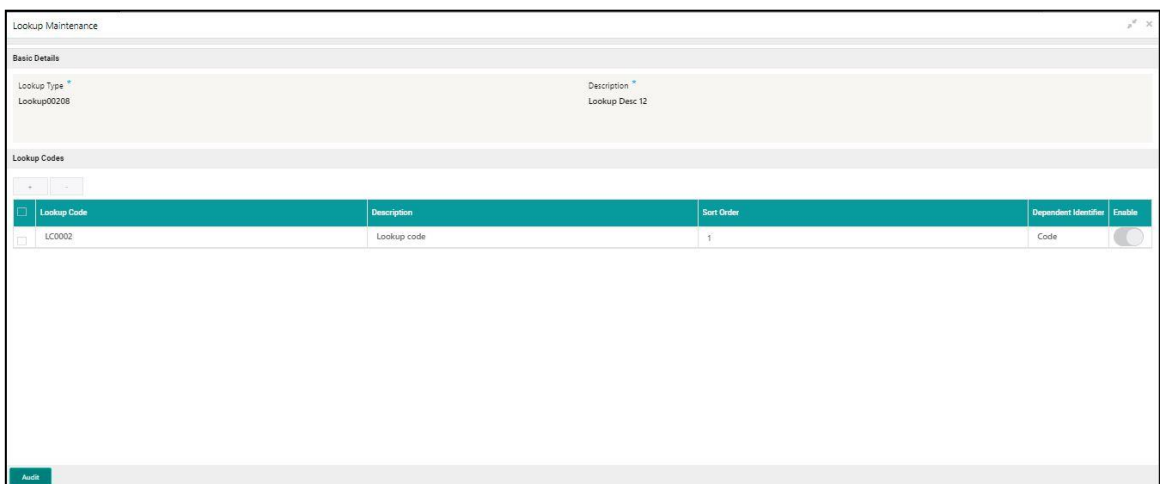 Lookup Maintenance
Basic Details
Lookup Type * Description *
Lookup00208 Lookup Desc 12
Lookup Codes
+ -
Lookup Code Description Sort Order Dependent Identifier Enable
LC0002 Lookup code 1 Code
Audit